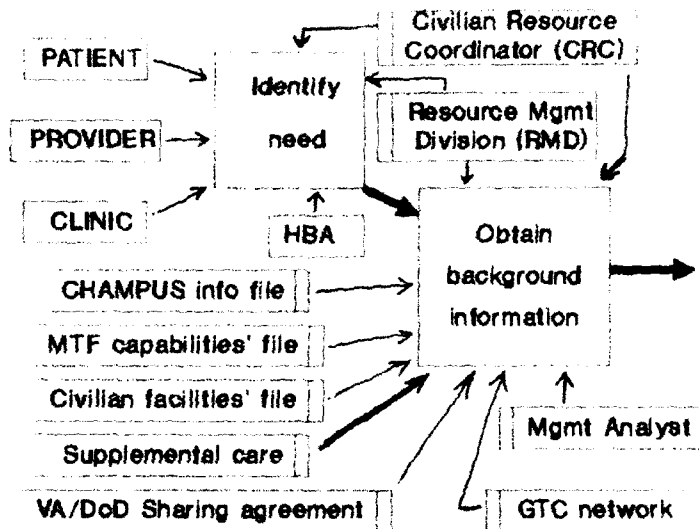 Civilian Resource
Coordinator (CRC)
PATIENT
Identify
need
Resource Mgmt
Division (RMD)
PROVIDER
CLINIC
HBA
Obtain
background
information
CHAMPUS info file
MTF capabilities' file
Civilian facilities' file
Supplemental care
VA/DoD Sharing agreement
Mgmt Analyst
GTC network